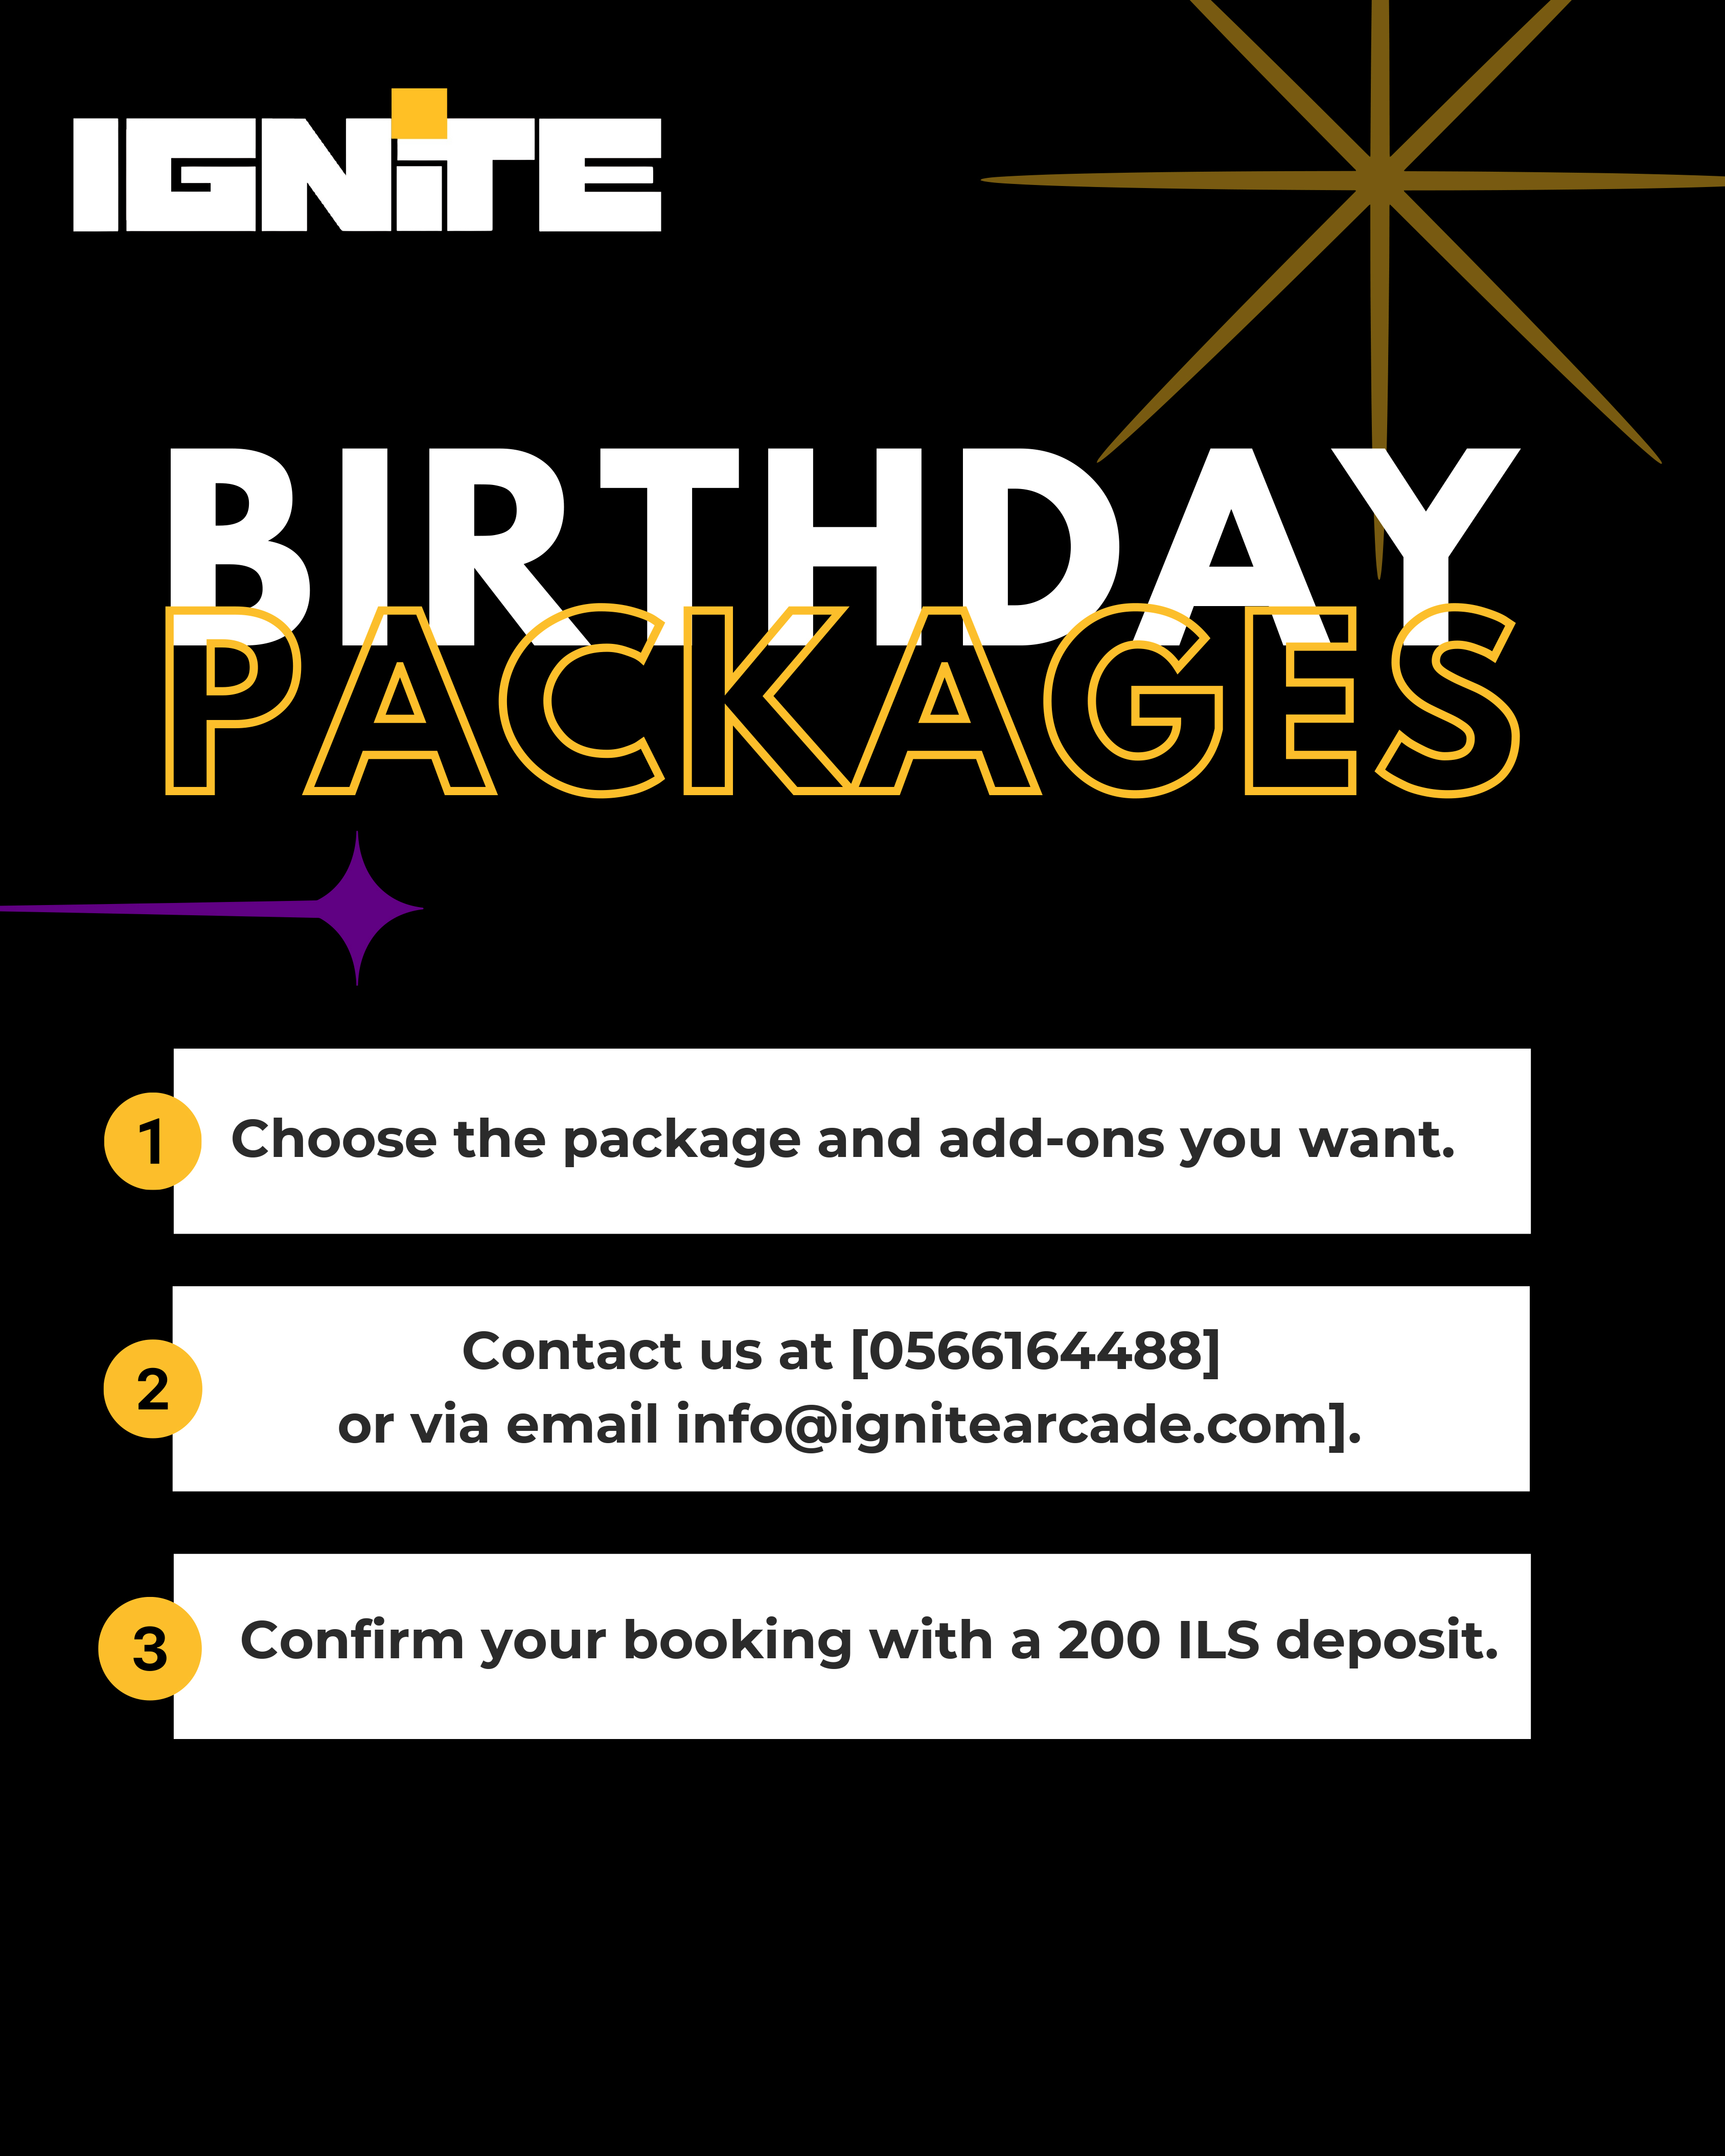 IGNiTE
BIRTHDAY
PACKAGES
1 Choose the package and add-ons you want.
2 Contact us at [0566164488]
or via email info@ignitearcade.com].
3 Confirm your booking with a 200 ILS deposit.